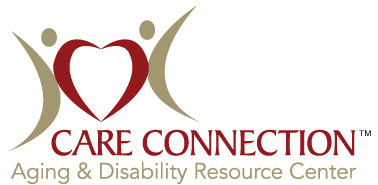 CARE CONNECTION™
Aging & Disability Resource Center